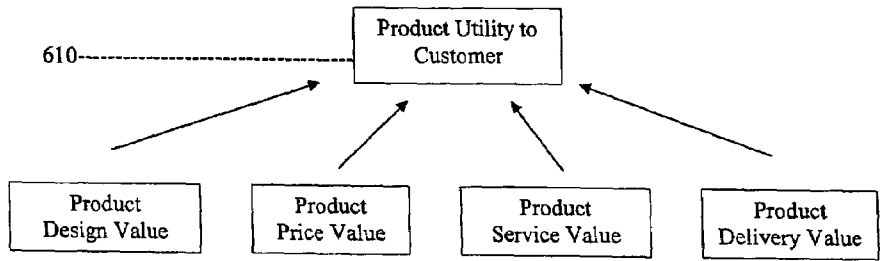 Product Utility to
Customer
610
Product
Design Value
Product
Price Value
Product
Service Value
Product
Delivery Value